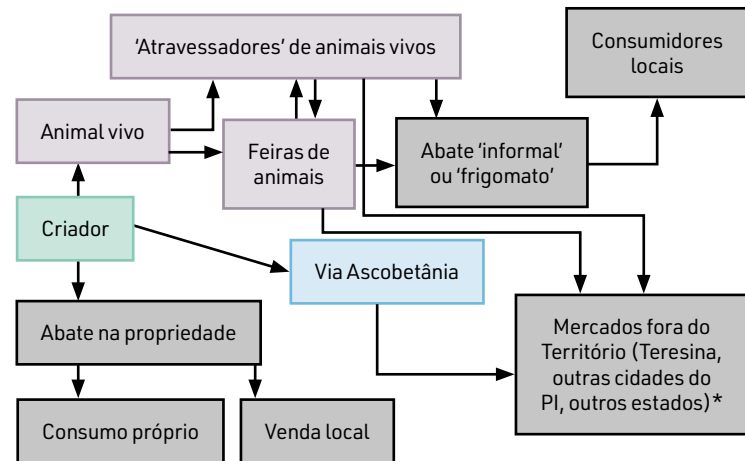 ‘Atravessadores’ de animais vivos
Consumidores
locais
Animal vivo
Feiras de
animais
Abate ‘informal’
ou ‘frigomato’
Criador
Via Ascobetânia
Abate na propriedade
Mercados fora do
Território (Teresina,
outras cidades do
PI, outros estados)*
Consumo próprio
Venda local